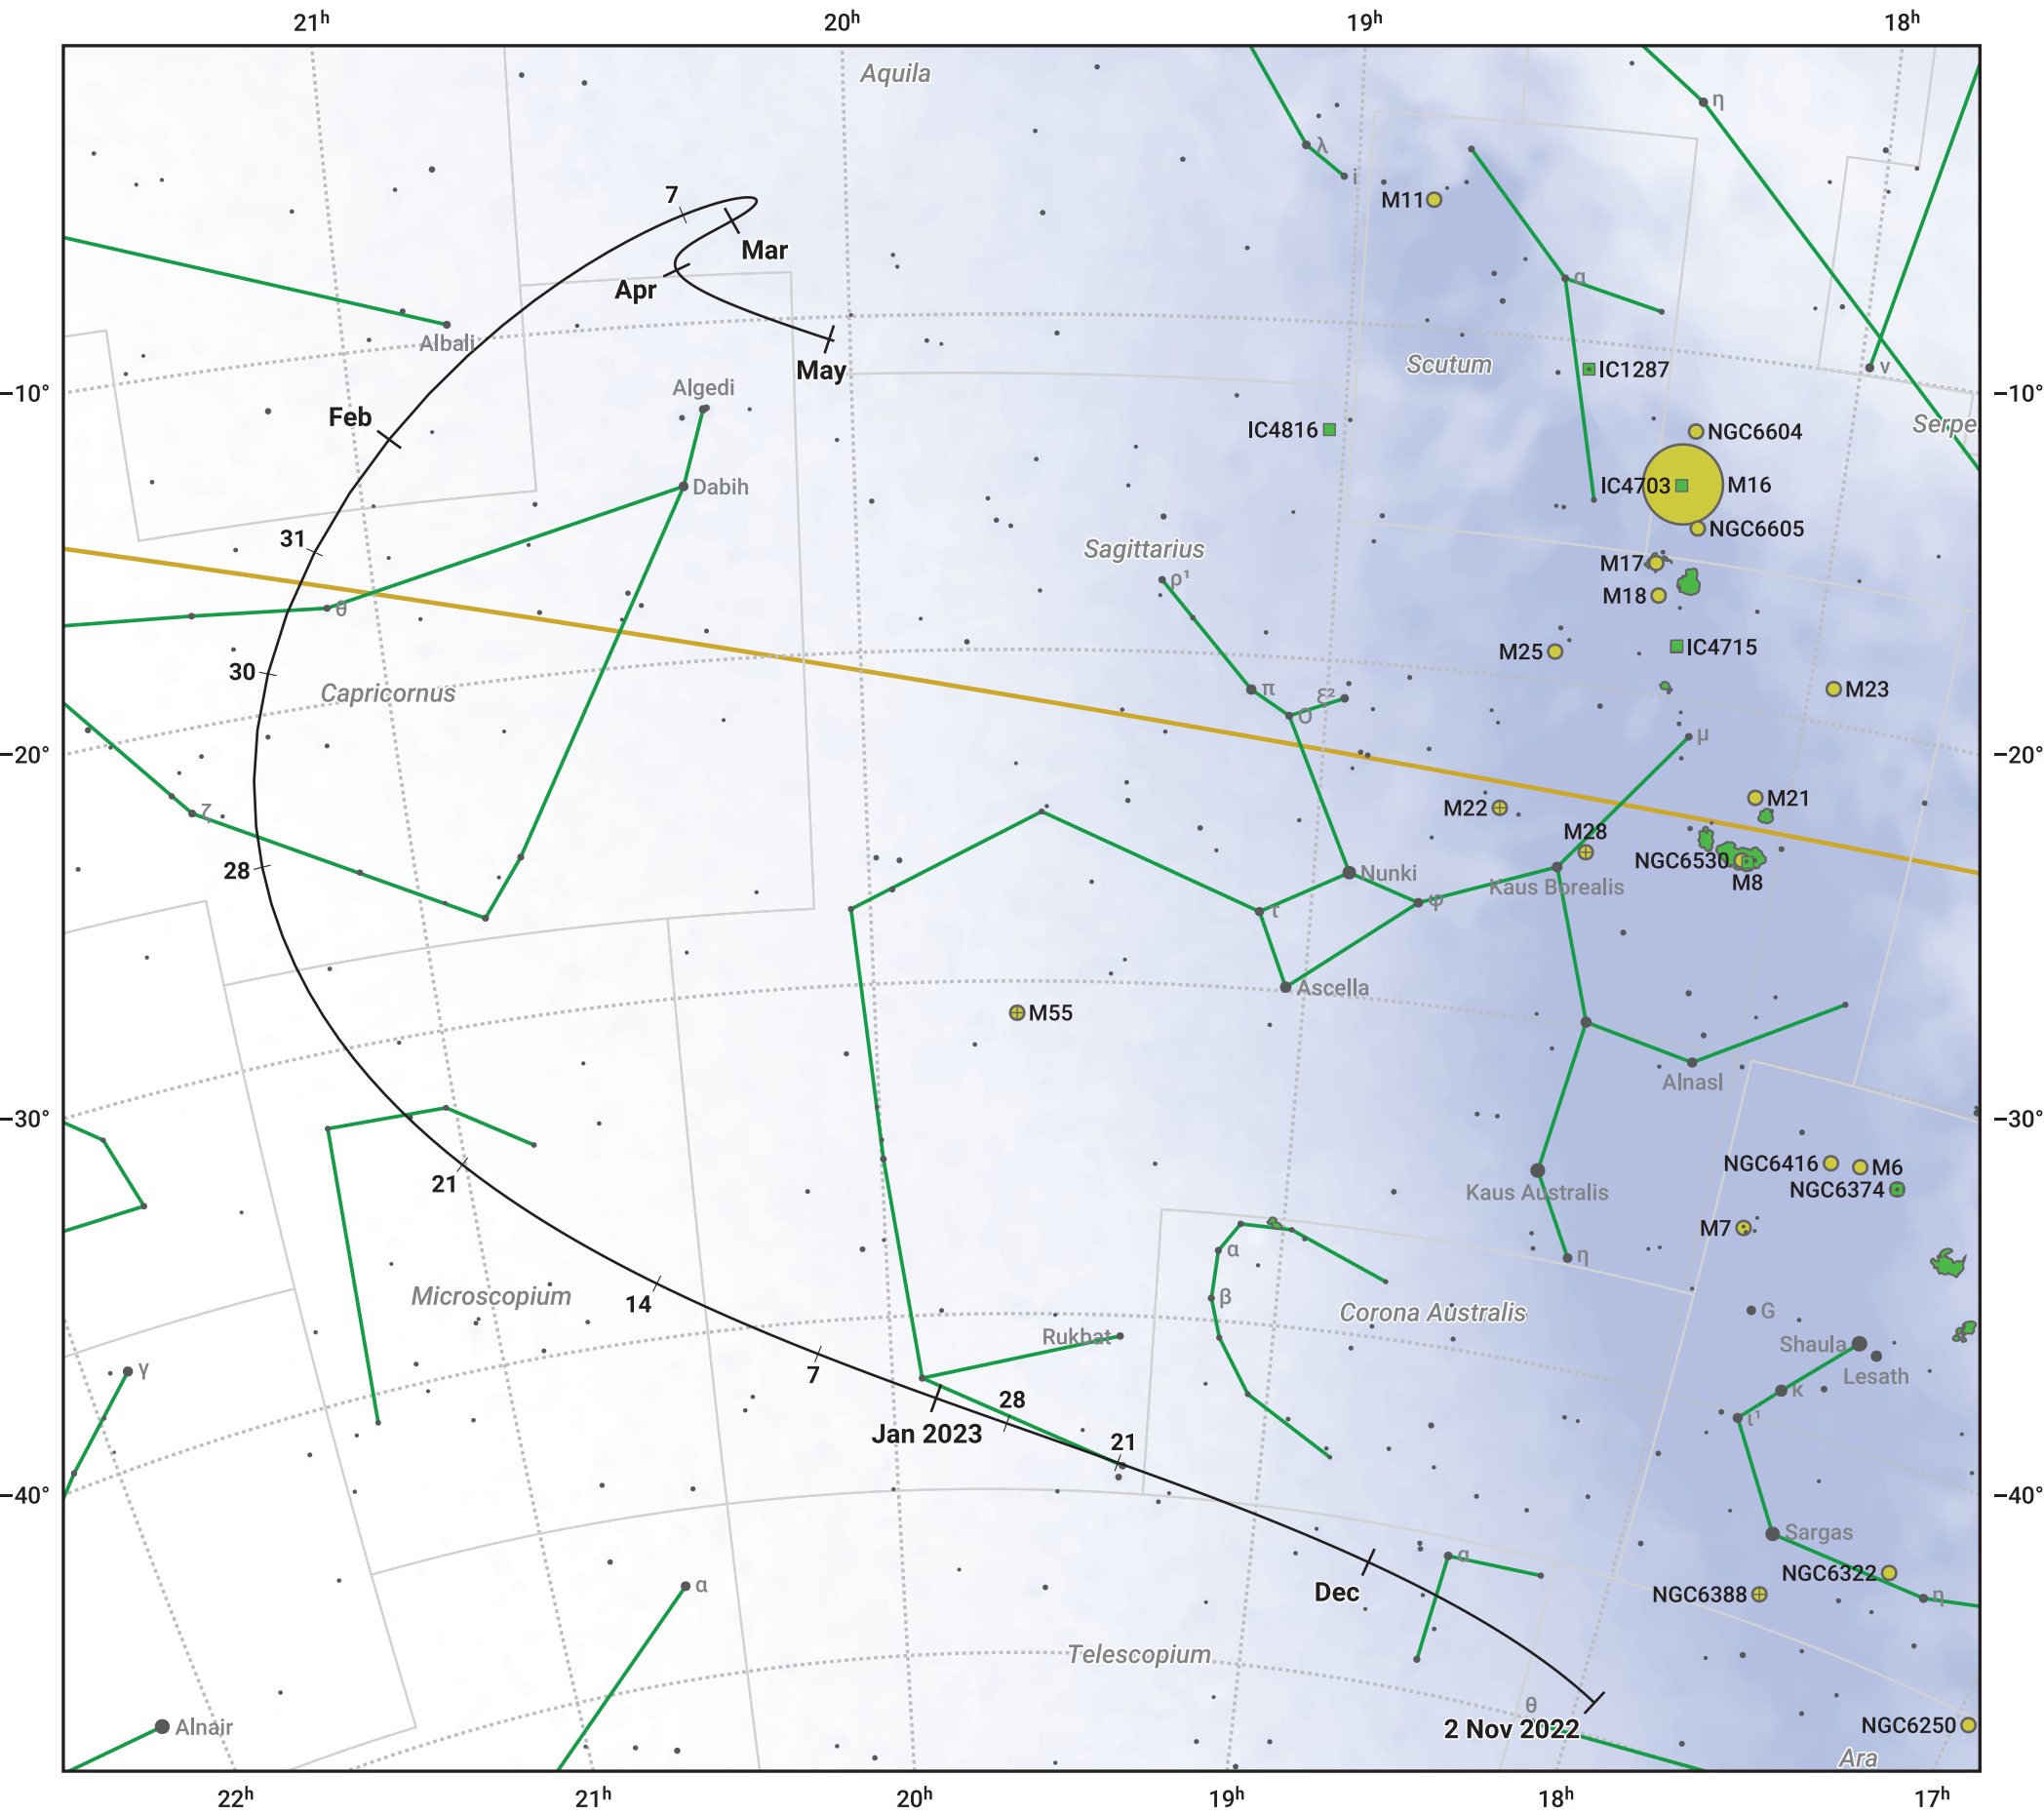 21ʰ 20ʰ 19ʰ 18ʰ
Aquila
η
λ
i
7
M11
Mar
Apr
α
Albali
May
Scutum
IC1287
ν
−10° −10°
Algedi
Feb
Serpe
IC4816
NGC6604
Dabih
IC4703
M16
31
NGC6605
Sagittarius
M17
ρ¹
M18
θ
IC4715
M25
30
Capricornus
π
ξ²
M23
ο
μ
−20° −20°
M21
M22
ζ
M28
NGC6530
28
Nunki
M8
Kaus Borealis
τ
φ
Ascella
M55
Alnasl
−30° −30°
NGC6416
M6
21
NGC6374
Kaus Australis
M7
α
η
Microscopium
β
14
Corona Australis
G
Rukbat
Shaula
7
γ
Lesath
κ
28
ι¹
Jan 2023
21
−40° −40°
Sargas
α
NGC6322
α
Dec
NGC6388
η
Telescopium
θ
Alnair
2 Nov 2022
NGC6250
Ara
22ʰ 21ʰ 20ʰ 19ʰ 18ʰ 17ʰ